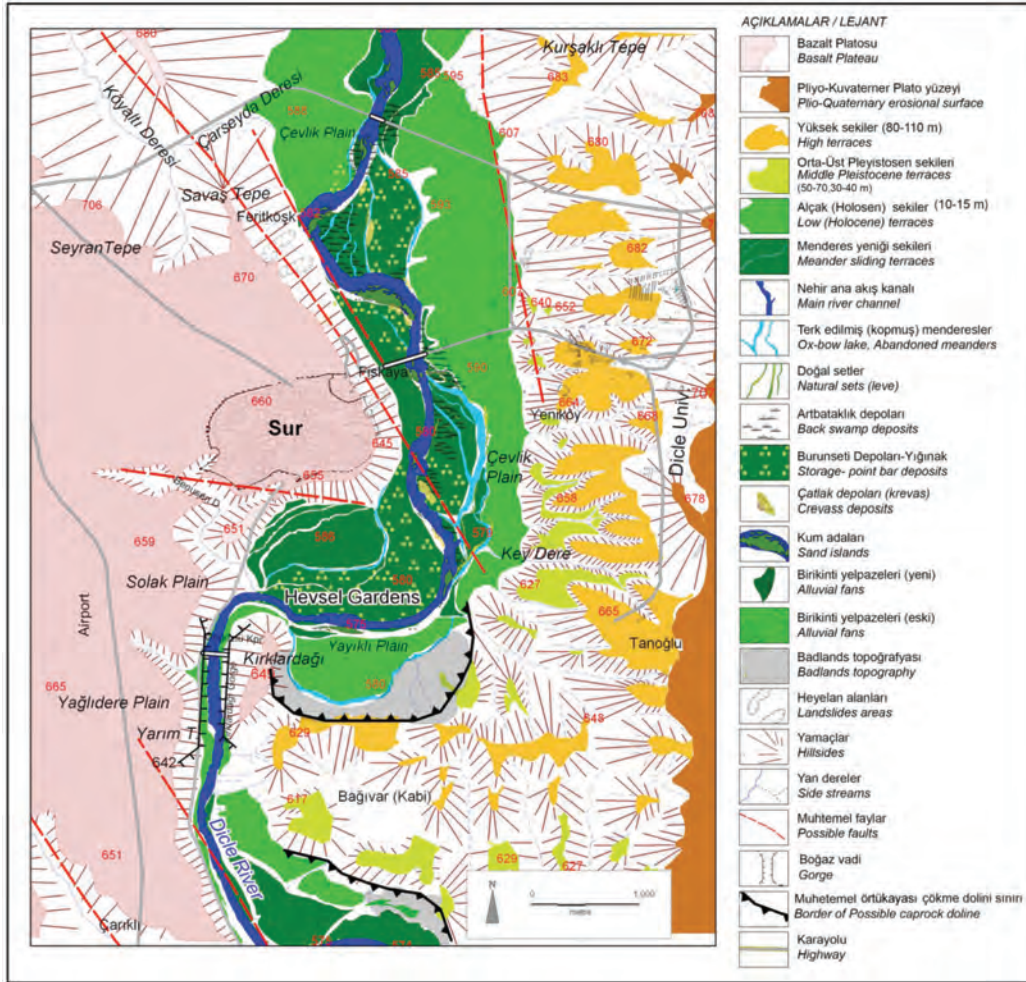 AÇIKLAMALAR / LEJANT
Bazalt Platosu
Basalt Plateau
Pliyo-Kuvaterner Plato yüzeyi
Plio-Quaternary erosional surface
Yüksek sekiler (80-110 m)
High terraces
Orta-Üst Pleyistosen sekileri
Middle Pleistocene terraces
(50-70,30-40 m)
Alçak (Holosen) sekiler (10-15 m)
Low (Holocene) terraces
Menderes yeniği sekileri
Meander sliding terraces
Nehir ana akış kanalı
Main river channel
Terk edilmiş (kopmuş) menderesler
Ox-bow lake, Abandoned meanders
Doğal setler
Natural sets (leve)
Artbataklık depoları
Back swamp deposits
Burunseti Depoları-Yığınak
Storage- point bar deposits
Çatlak depoları (krevas)
Crevass deposits
Kum adaları
Sand islands
Birikinti yelpazeleri (yeni)
Alluvial fans
Birikinti yelpazeleri (eski)
Alluvial fans
Badlands topoğrafyası
Badlands topography
Heyelan alanları
Landslides areas
Yamaçlar
Hillsides
Yan dereler
Side streams
Muhtemel faylar
Possible faults
Boğaz vadi
Gorge
Muhetemel örtükayası çökme dolini sınırı
Border of Possible caprock doline
Karayolu
Highway
680
Kurşaklı Tepe
595
683
Köyaltı Deresi
Çarseyda Deresi
Çevlik Plain
607
680
Savaş Tepe
Feritköşk
706
SeyranTepe
670
682
640
652
672
Fiskaya
660
Sur
645
664
668
Yeniköy
Dicle Univ.
Çevlik
Plain
658
678
651
659
Key Dere
Solak Plain
627
Hevsel Gardens
665
Tanoğlu
Airport
Yayıklı Plain
Kırklardağı
665
Yağlıdere Plain
Yarım T.
642
629
648
Bağıvar (Kabi)
617
Dicle River
651
629
627
Çarıklı
N
0
1.000
metre